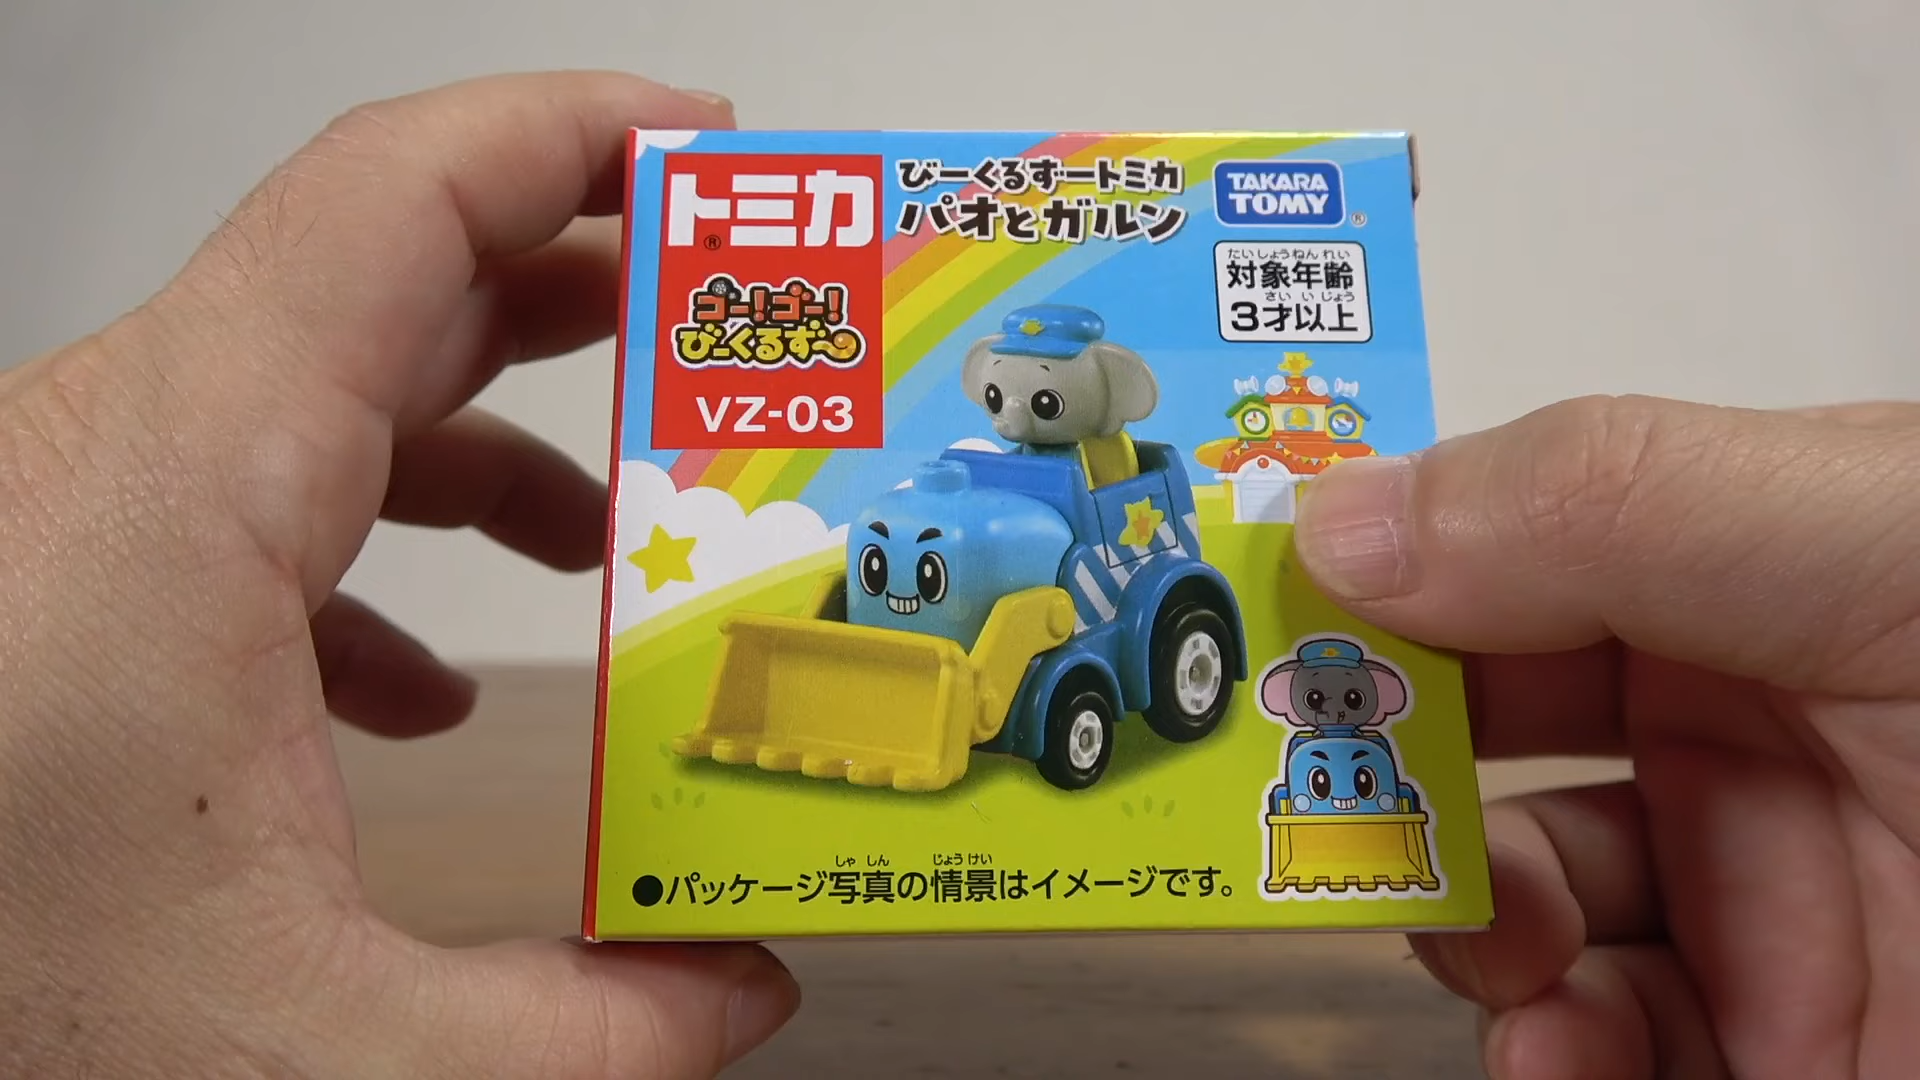 トミカ
®
ゴー!ゴー!
びーくるず〜
VZ-03
びーくるずートミカ
パオとガルン
TAKARA
TOMY
®
たいしょうねんれい
対象年齢
さいいじょう
3才以上
しゃしん じょうけい
●パッケージ写真の情景はイメージです。